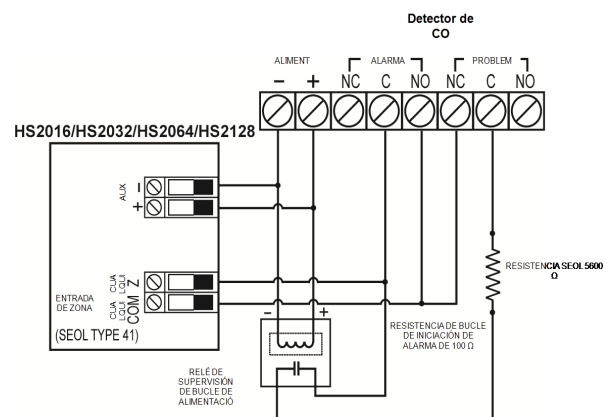 Detector de
CO
ALIMENT
ALARMA
PROBLEM
− + NC C NO NC C NO
HS2016/HS2032/HS2064/HS2128
AUX
−
+
CUA
LQUI
Z
CUA
LQUI
COM
ENTRADA
DE ZONA
(SEOL TYPE 41)
RESISTENCIA SEOL 5600
Ω
− +
RESISTENCIA DE BUCLE
DE INICIACIÓN DE
ALARMA DE 100 Ω
RELÉ DE
SUPERVISIÓN
DE BUCLE DE
ALIMENTACIÓ